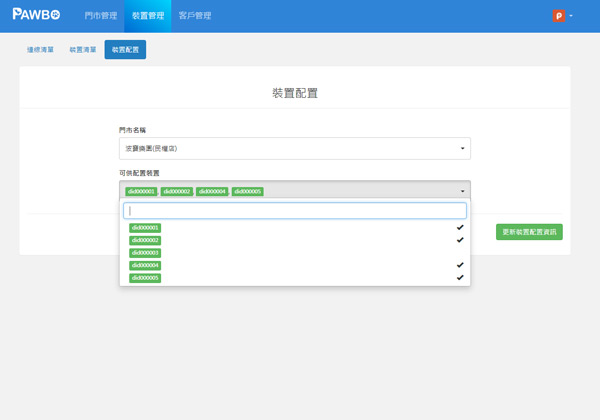 PAWBO 門市管理 裝置管理 客戶管理
維修清單 裝置清單 裝置配置
裝置配置
門市名稱
波寶樂園(民權店)
可供配置裝置
did000001, did000002, did000004, did000005
did000001
did000002
did000003
did000004
did000005
更新裝置配置資訊